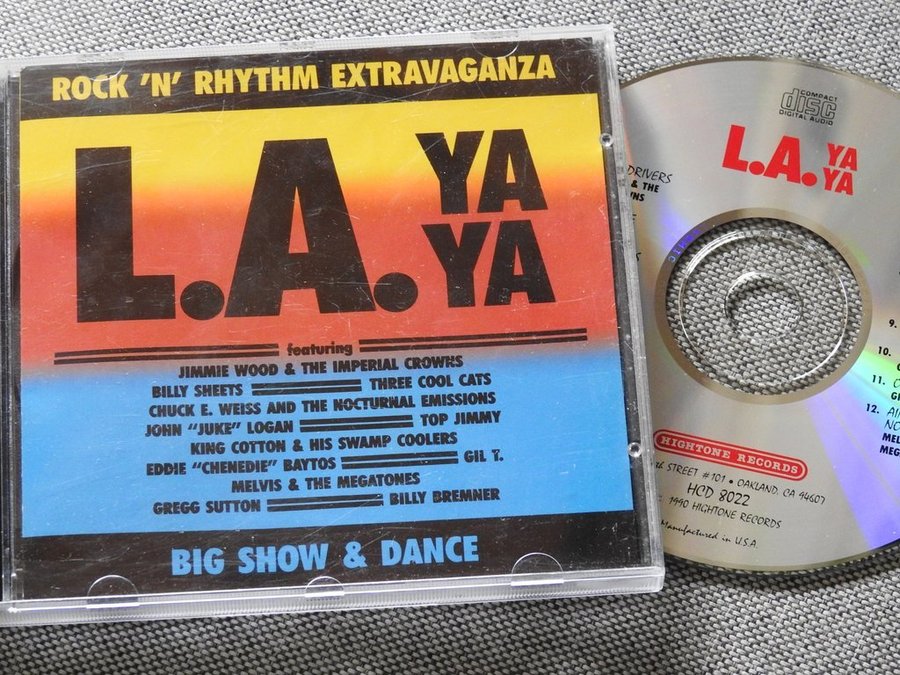 ROCK 'N' RHYTHM EXTRAVAGANZA
L.A. YA YA
featuring
JIMMIE WOOD & THE IMPERIAL CROWNS
BILLY SHEETS THREE COOL CATS
CHUCK E. WEISS AND THE NOCTURNAL EMISSIONS
JOHN "JUKE" LOGAN TOP JIMMY
KING COTTON & HIS SWAMP COOLERS
EDDIE "CHENEDIE" BAYTOS GIL T.
MELVIS & THE MEGATONES
GREGG SUTTON BILLY BREMNER
BIG SHOW & DANCE
COMPACT
disc
DIGITAL AUDIO
L.A. YA YA
DRIVERS
& THE
9.
10.
11.
12.
MEL
MEG
HIGHTONE RECORDS
STREET #101 • OAKLAND, CA 94607
HCD 8022
1990 HIGHTONE RECORDS
Manufactured in U.S.A.